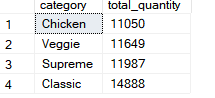 category total_quantity
1 Chicken 11050
2 Veggie 11649
3 Supreme 11987
4 Classic 14888